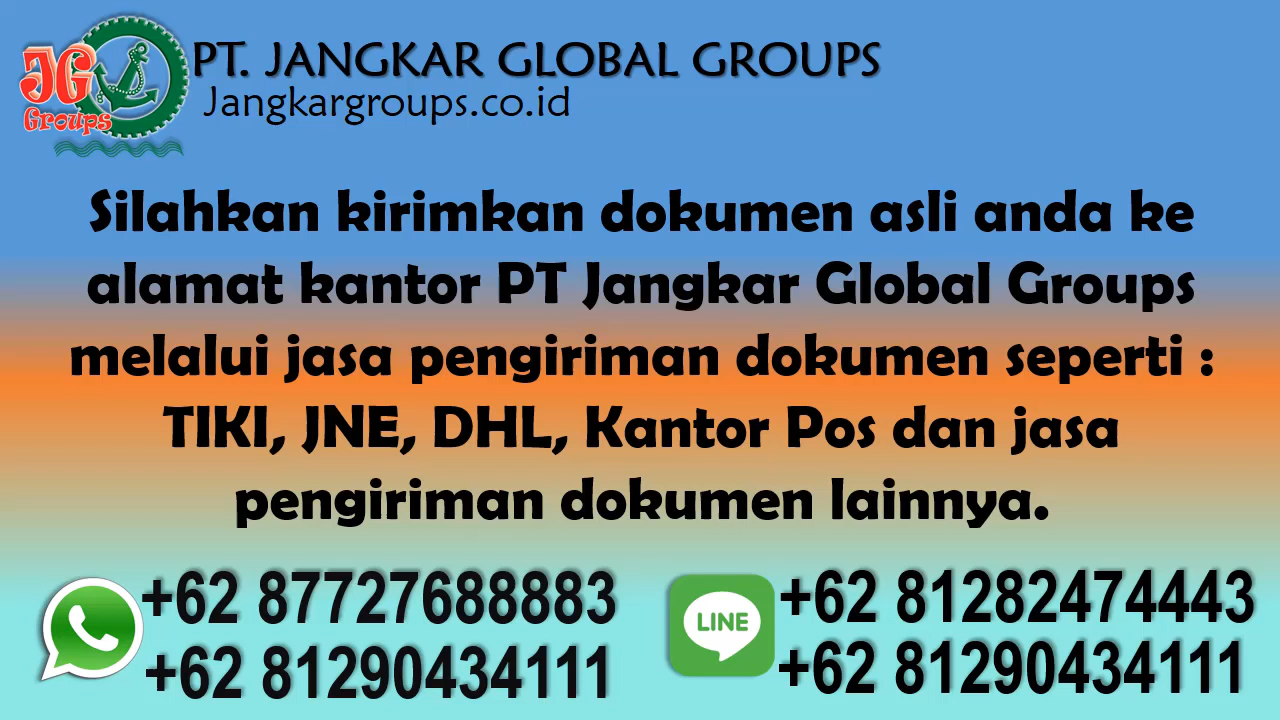 JG
Groups
PT. JANGKAR GLOBAL GROUPS
Jangkargroups.co.id
Silahkan kirimkan dokumen asli anda ke
alamat kantor PT Jangkar Global Groups
melalui jasa pengiriman dokumen seperti :
TIKI, JNE, DHL, Kantor Pos dan jasa
pengiriman dokumen lainnya.
+62 87727688883
+62 81290434111
LINE
+62 81282474443
+62 81290434111